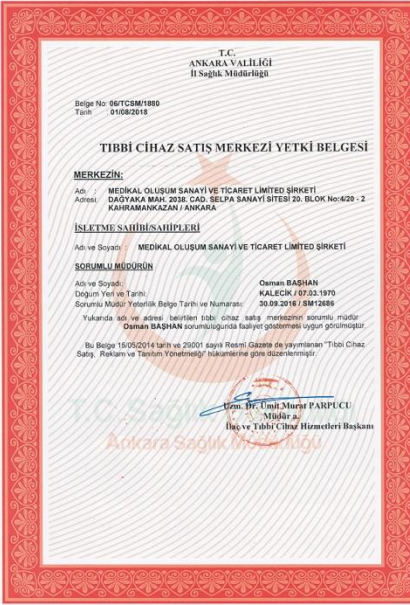 T.C.
ANKARA VALİLİĞİ
İl Sağlık Müdürlüğü
Belge No: 06/TCSM/1880
Tarih 01/08/2018
TIBBİ CİHAZ SATIŞ MERKEZİ YETKİ BELGESİ
MERKEZİN:
Adı : MEDİKAL OLUŞUM SANAYİ VE TİCARET LİMİTED ŞİRKETİ
Adresi: DAĞYAKA MAH. 2038. CAD. SELPA SANAYİ SİTESİ 20. BLOK No:4/20 - 2
KAHRAMANKAZAN / ANKARA
İŞLETME SAHİBİ/SAHİPLERİ
Adı ve Soyadı : MEDİKAL OLUŞUM SANAYİ VE TİCARET LİMİTED ŞİRKETİ
SORUMLU MÜDÜRÜN
Adı ve Soyadı: Osman BAŞHAN
Doğum Yeri ve Tarihi: KALECİK / 07.03.1970
Sorumlu Müdür Yeterlilik Belge Tarihi ve Numarası: 30.09.2016 / SM12686
Yukarıda adı ve adresi belirtilen tıbbi cihaz satış merkezinin sorumlu müdür
Osman BAŞHAN sorumluluğunda faaliyet göstermesi uygun görülmüştür.
Bu Belge 15/05/2014 tarih ve 29001 sayılı Resmî Gazete de yayımlanan "Tıbbi Cihaz
Satış, Reklam ve Tanıtım Yönetmeliği" hükümlerine göre düzenlenmiştir.
Uzm. Dr. Ümit Murat PARPUCU
Müdür a.
İlaç ve Tıbbi Cihaz Hizmetleri Başkanı
T.C. Sağlık
Ankara Sağlık Müdürlüğü